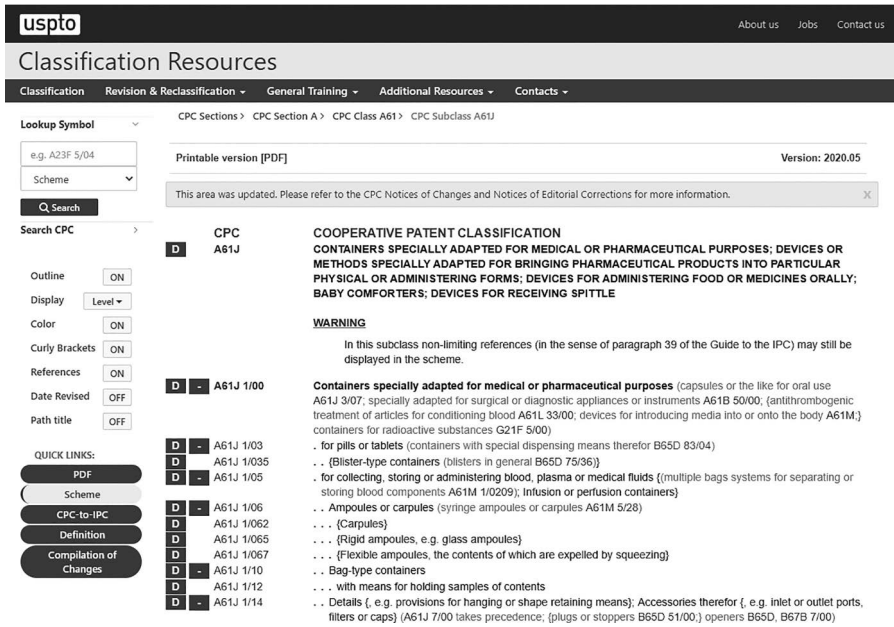 uspto
About us Jobs Contact us
Classification Resources
Classification Revision & Reclassification General Training Additional Resources Contacts
Lookup Symbol
e.g. A23F 5/04
Scheme
Search
Search CPC
Outline ON
Display Level
Color ON
Curly Brackets ON
References ON
Date Revised OFF
Path title OFF
QUICK LINKS:
PDF
Scheme
CPC-to-IPC
Definition
Compilation of
Changes
CPC Sections > CPC Section A > CPC Class A61 > CPC Subclass A61J
Printable version [PDF] Version: 2020.05
This area was updated. Please refer to the CPC Notices of Changes and Notices of Editorial Corrections for more information. X
CPC COOPERATIVE PATENT CLASSIFICATION
D A61J CONTAINERS SPECIALLY ADAPTED FOR MEDICAL OR PHARMACEUTICAL PURPOSES; DEVICES OR
METHODS SPECIALLY ADAPTED FOR BRINGING PHARMACEUTICAL PRODUCTS INTO PARTICULAR
PHYSICAL OR ADMINISTERING FORMS; DEVICES FOR ADMINISTERING FOOD OR MEDICINES ORALLY;
BABY COMFORTERS; DEVICES FOR RECEIVING SPITTLE
WARNING
In this subclass non-limiting references (in the sense of paragraph 39 of the Guide to the IPC) may still be
displayed in the scheme.
D - A61J 1/00 Containers specially adapted for medical or pharmaceutical purposes (capsules or the like for oral use
A61J 3/07; specially adapted for surgical or diagnostic appliances or instruments A61B 50/00; {antithrombogenic
treatment of articles for conditioning blood A61L 33/00; devices for introducing media into or onto the body A61M;}
containers for radioactive substances G21F 5/00)
D - A61J 1/03 . for pills or tablets (containers with special dispensing means therefor B65D 83/04)
D A61J 1/035 . . {Blister-type containers (blisters in general B65D 75/36)}
D - A61J 1/05 . for collecting, storing or administering blood, plasma or medical fluids {(multiple bags systems for separating or
storing blood components A61M 1/0209); Infusion or perfusion containers}
D - A61J 1/06 . . Ampoules or carpules (syringe ampoules or carpules A61M 5/28)
D A61J 1/062 . . . {Carpules}
D A61J 1/065 . . . {Rigid ampoules, e.g. glass ampoules}
D A61J 1/067 . . . {Flexible ampoules, the contents of which are expelled by squeezing}
D - A61J 1/10 . . Bag-type containers
D A61J 1/12 . . . with means for holding samples of contents
D - A61J 1/14 . . Details {, e.g. provisions for hanging or shape retaining means}; Accessories therefor {, e.g. inlet or outlet ports,
filters or caps} (A61J 7/00 takes precedence; {plugs or stoppers B65D 51/00;} openers B65D, B67B 7/00)